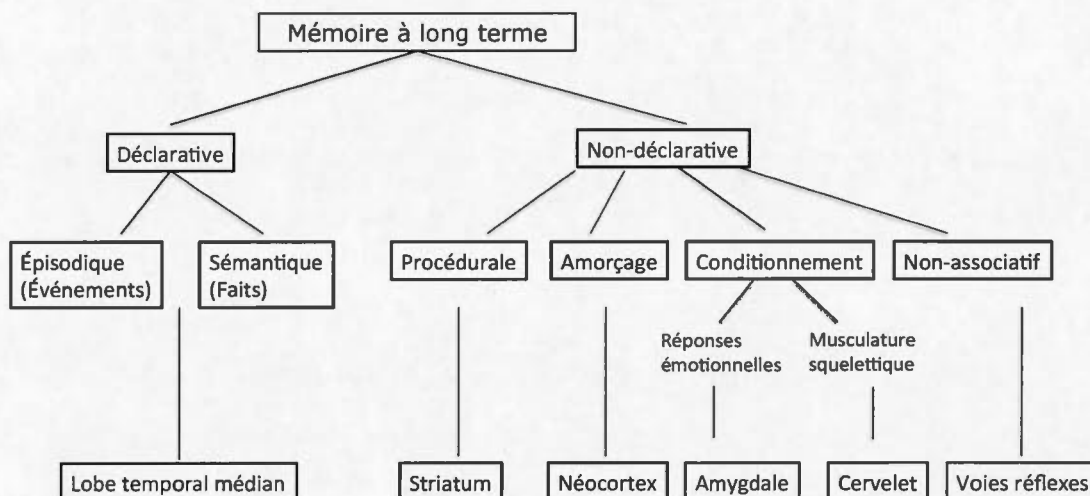 Mémoire à long terme
Déclarative
Non-déclarative
Épisodique
(Événements)
Sémantique
(Faits)
Procédurale
Amorçage
Conditionnement
Non-associatif
Réponses
émotionnelles
Musculature
squelettique
Lobe temporal médian
Striatum
Néocortex
Amygdale
Cervelet
Voies réflexes